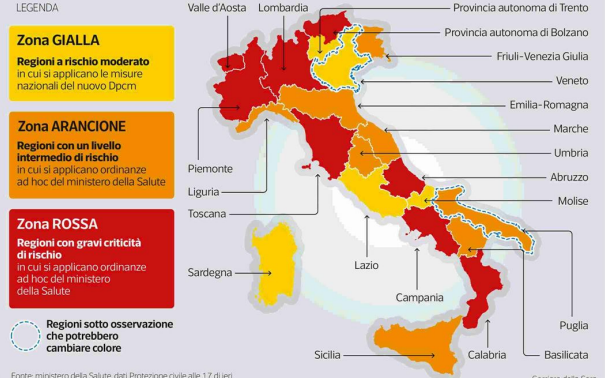 LEGENDA
Zona GIALLA
Regioni a rischio moderato
in cui si applicano le misure
nazionali del nuovo Dpcm
Zona ARANCIONE
Regioni con un livello
intermedio di rischio
in cui si applicano ordinanze
ad hoc del ministero della Salute
Zona ROSSA
Regioni con gravi criticità
di rischio
in cui si applicano ordinanze
ad hoc del ministero
della Salute
Regioni sotto osservazione
che potrebbero
cambiare colore
Valle d'Aosta
Lombardia
Provincia autonoma di Trento
Provincia autonoma di Bolzano
Friuli-Venezia Giulia
Veneto
Emilia-Romagna
Marche
Umbria
Abruzzo
Molise
Piemonte
Liguria
Toscana
Lazio
Sardegna
Campania
Puglia
Sicilia
Calabria
Basilicata
Fonte: ministero della Salute, dati Protezione civile alle 17 di ieri
Corriere della Sera